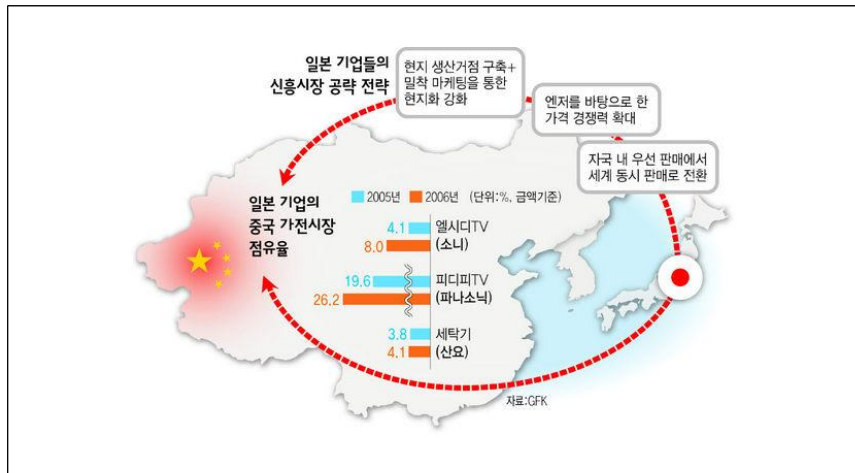 일본 기업들의
신흥시장 공략 전략
현지 생산거점 구축+
밀착 마케팅을 통한
현지화 강화
엔저를 바탕으로 한
가격 경쟁력 확대
자국 내 우선 판매에서
세계 동시 판매로 전환
일본 기업의
중국 가전시장
점유율
2005년 2006년 (단위:%, 금액기준)
4.1 엘시디TV
8.0 (소니)
19.6 피디피TV
26.2 (파나소닉)
3.8 세탁기
4.1 (산요)
자료:GFK